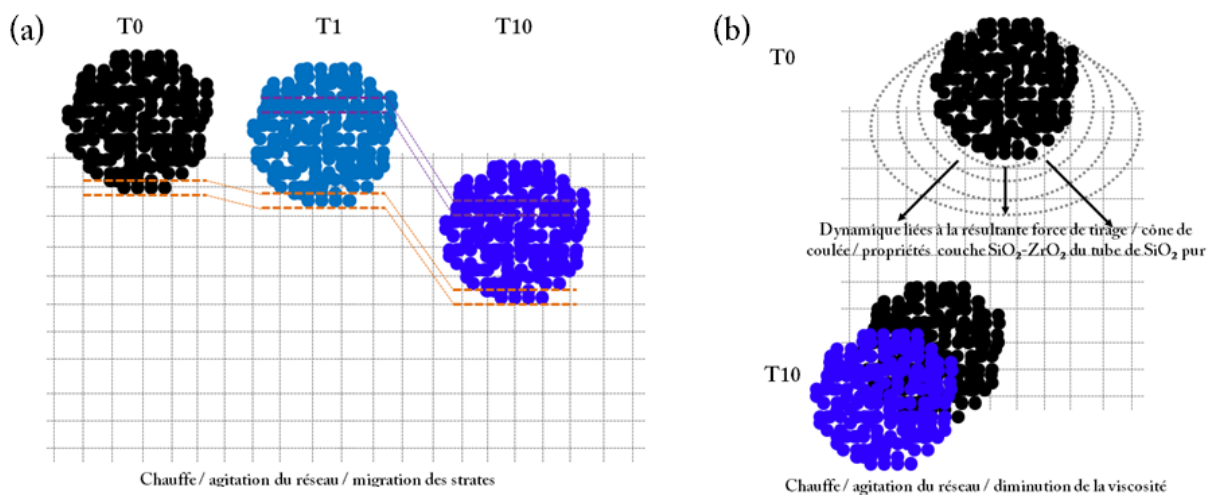 (a)
T0
T1
T10
Chauffe/ agitation du réseau / migration des strates
(b)
T0
Dynamique liées à la résultante force de tirage / cône de
coulée/ propriétés couche SiO₂-ZrO₂ du tube de SiO₂ pur
T10
Chauffe/ agitation du réseau / diminution de la viscosité